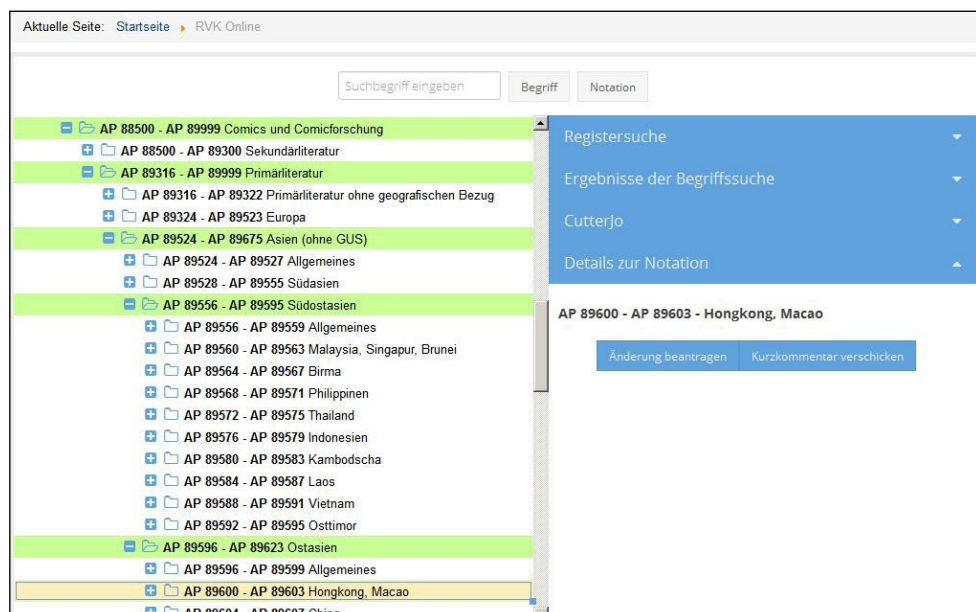 Aktuelle Seite: Startseite RVK Online
Suchbegriff eingeben Begriff Notation
AP 88500 - AP 89999 Comics und Comicforschung
AP 88500 - AP 89300 Sekundärliteratur
AP 89316 - AP 89999 Primärliteratur
AP 89316 - AP 89322 Primärliteratur ohne geografischen Bezug
AP 89324 - AP 89523 Europa
AP 89524 - AP 89675 Asien (ohne GUS)
AP 89524 - AP 89527 Allgemeines
AP 89528 - AP 89555 Südasien
AP 89556 - AP 89595 Südostasien
AP 89556 - AP 89559 Allgemeines
AP 89560 - AP 89563 Malaysia, Singapur, Brunei
AP 89564 - AP 89567 Birma
AP 89568 - AP 89571 Philippinen
AP 89572 - AP 89575 Thailand
AP 89576 - AP 89579 Indonesien
AP 89580 - AP 89583 Kambodscha
AP 89584 - AP 89587 Laos
AP 89588 - AP 89591 Vietnam
AP 89592 - AP 89595 Osttimor
AP 89596 - AP 89623 Ostasien
AP 89596 - AP 89599 Allgemeines
AP 89600 - AP 89603 Hongkong, Macao
Registersuche
Ergebnisse der Begriffssuche
CutterJo
Details zur Notation
AP 89600 - AP 89603 - Hongkong, Macao
Änderung beantragen Kurzkommentar verschicken